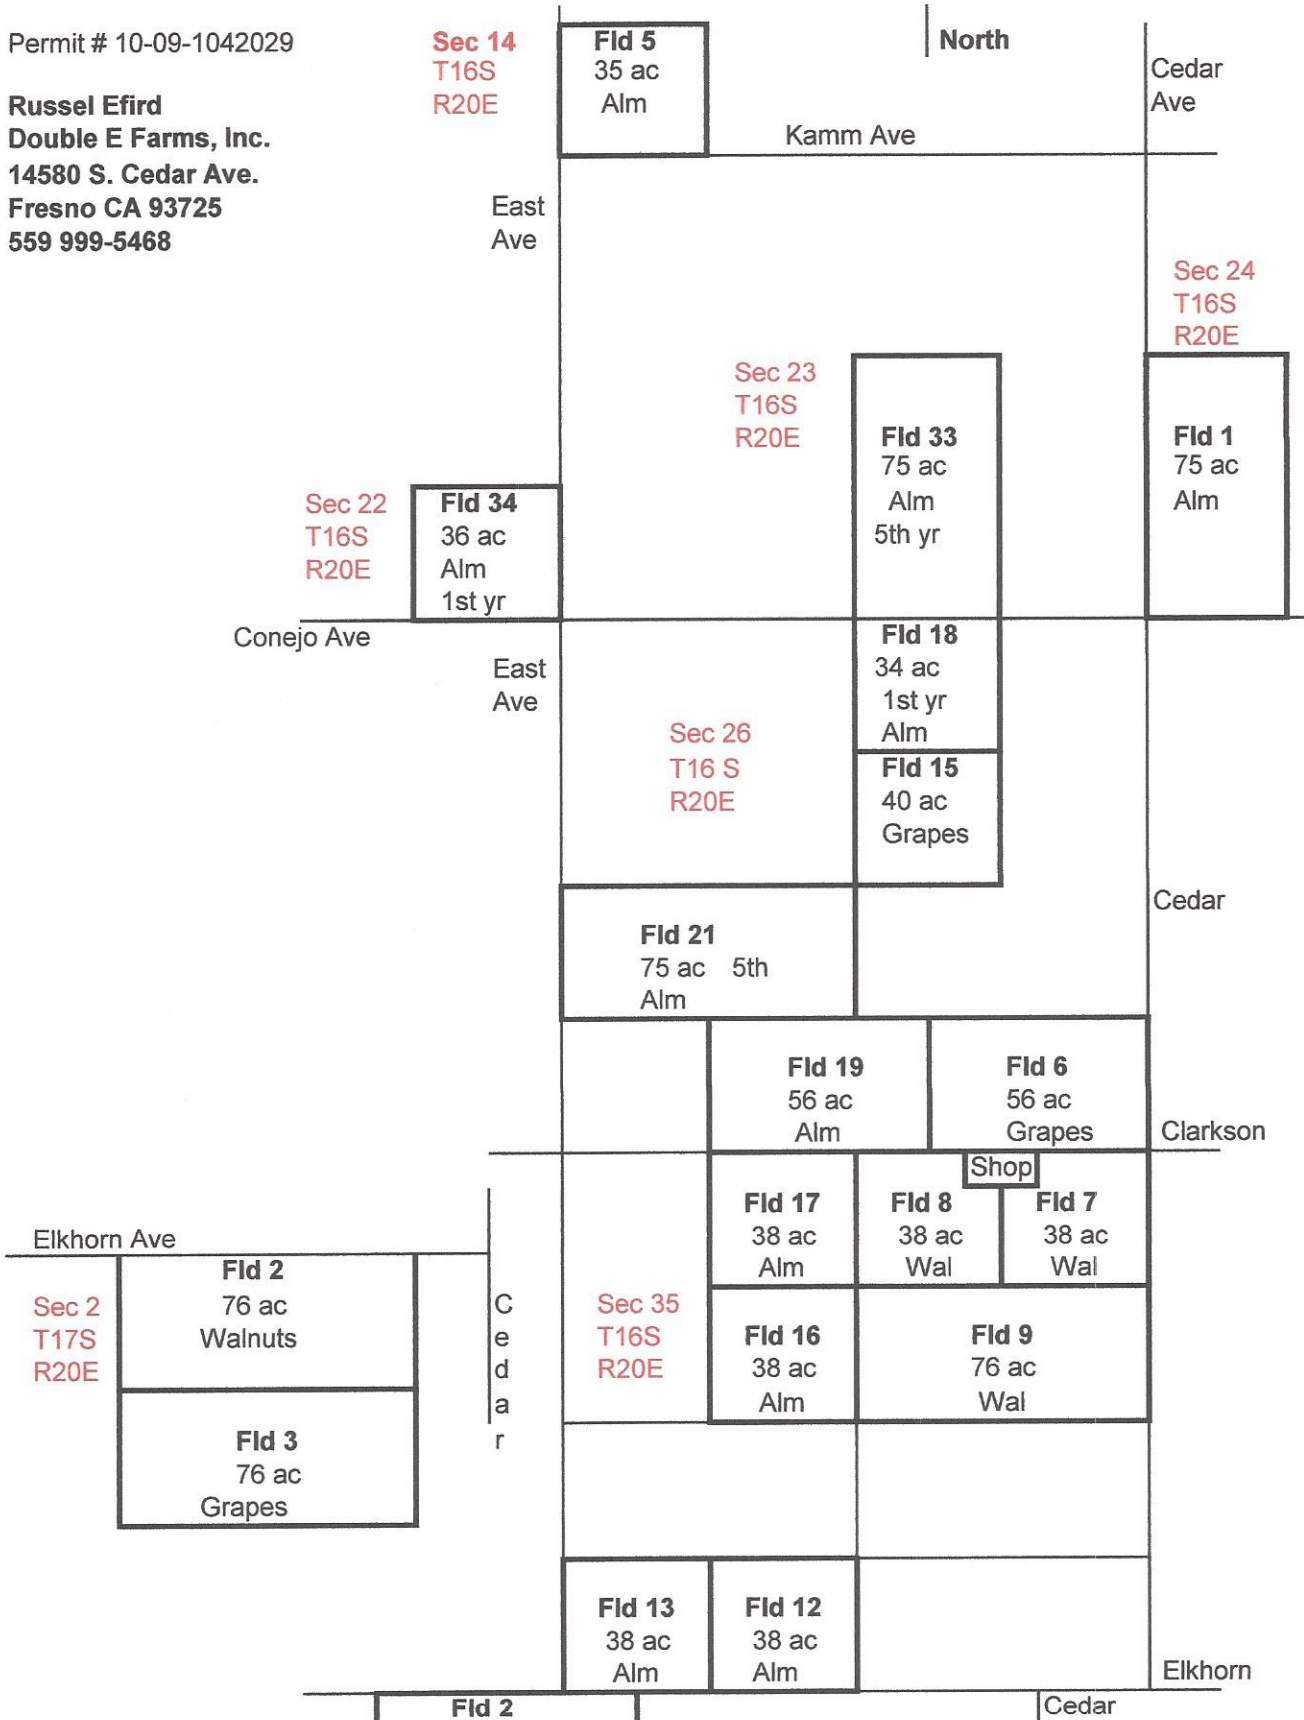 Permit # 10-09-1042029
Russel Efird
Double E Farms, Inc.
14580 S. Cedar Ave.
Fresno CA 93725
559 999-5468
Sec 14
T16S
R20E
Fld 5
35 ac
Alm
North
Cedar
Ave
Kamm Ave
East
Ave
Sec 24
T16S
R20E
Sec 23
T16S
R20E
Fld 33
75 ac
Alm
5th yr
Fld 1
75 ac
Alm
Sec 22
T16S
R20E
Fld 34
36 ac
Alm
1st yr
Conejo Ave
East
Ave
Fld 18
34 ac
1st yr
Alm
Sec 26
T16 S
R20E
Fld 15
40 ac
Grapes
Cedar
Fld 21
75 ac 5th
Alm
Fld 19
56 ac
Alm
Fld 6
56 ac
Grapes
Clarkson
Shop
Fld 17
38 ac
Alm
Fld 8
38 ac
Wal
Fld 7
38 ac
Wal
Elkhorn Ave
Sec 2
T17S
R20E
Fld 2
76 ac
Walnuts
Cedar
Sec 35
T16S
R20E
Fld 16
38 ac
Alm
Fld 9
76 ac
Wal
Fld 3
76 ac
Grapes
Fld 13
38 ac
Alm
Fld 12
38 ac
Alm
Elkhorn
Fld 2
Cedar